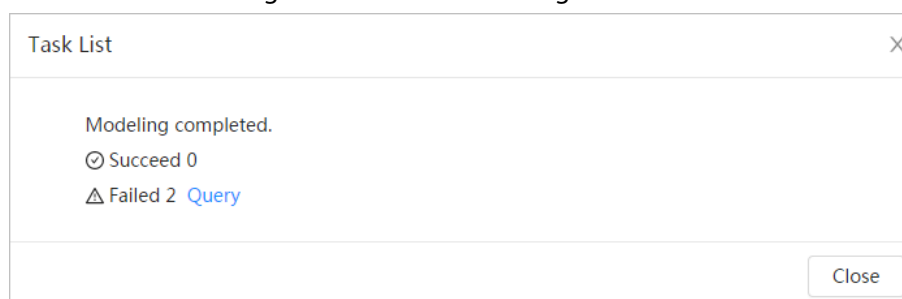 Task List
Modeling completed.
Succeed 0
Failed 2 Query
Close